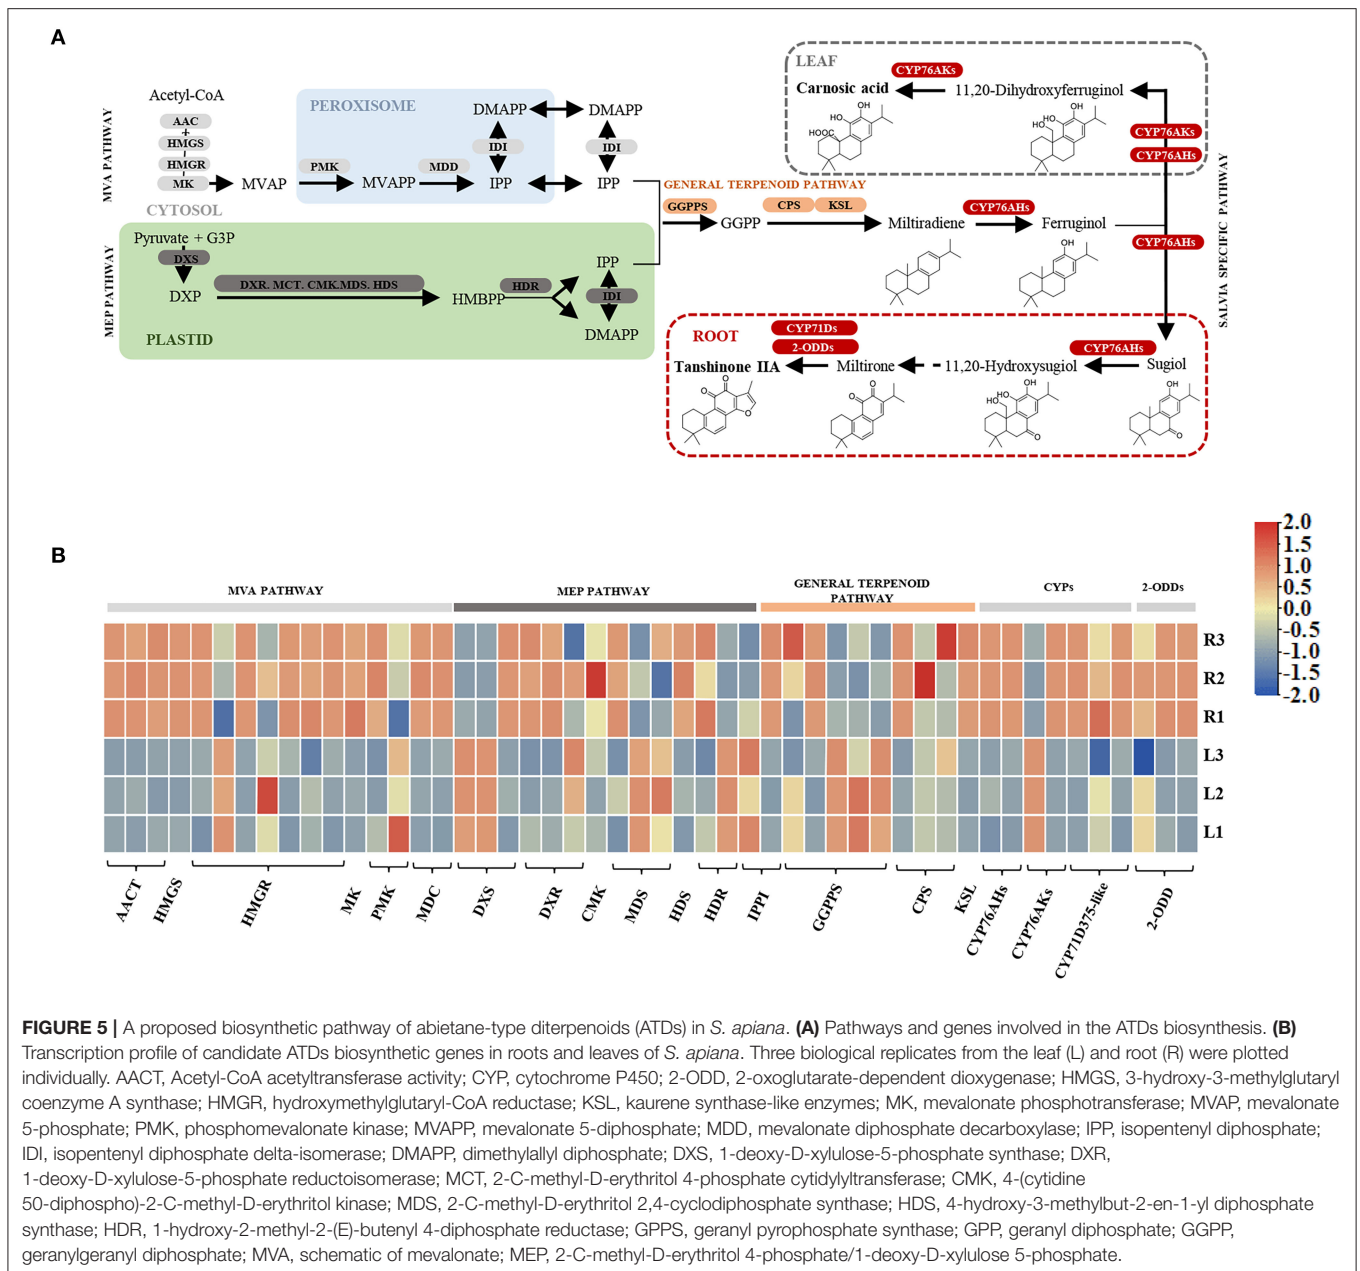 A
MVA PATHWAY
Acetyl-CoA
AAC
+
HMGS
HMGR
MK
MVAP
PEROXISOME
PMK
MVAPP
MDD
DMAPP
IDI
IPP
DMAPP
IDI
IPP
CYTOSOL
MEP PATHWAY
Pyruvate + G3P
DXS
DXP
DXR. MCT. CMK.MDS. HDS
HMBPP
HDR
IPP
IDI
DMAPP
PLASTID
GENERAL TERPENOID PATHWAY
GGPPS
GGPP
CPS
KSL
Miltiradiene
CYP76AHs
Ferruginol
OH
LEAF
CYP76AKs
Carnosic acid
11,20-Dihydroxyferruginol
OH
OH
HOOC
OH
OH
HO
CYP76AKs
CYP76AHs
CYP76AHs
SALVIA SPECIFIC PATHWAY
ROOT
CYP71Ds
2-ODDs
CYP76AHs
Tanshinone IIA
Miltirone
11,20-Hydroxysugiol
Sugiol
O
O
O
O
O
OH
OH
HO
O
OH
O
B
2.0
1.5
1.0
0.5
0.0
-0.5
-1.0
-1.5
-2.0
MVA PATHWAY
MEP PATHWAY
GENERAL TERPENOID
PATHWAY
CYPs
2-ODDs
R3
R2
R1
L3
L2
L1
AACT
HMGS
HMGR
MK
PMK
MDC
DXS
DXR
CMK
MDS
HDS
HDR
IPPI
GGPPS
CPS
KSL
CYP76AHs
CYP76AKs
CYP71D375-like
2-ODD
FIGURE 5 | A proposed biosynthetic pathway of abietane-type diterpenoids (ATDs) in S. apiana. (A) Pathways and genes involved in the ATDs biosynthesis. (B)
Transcription profile of candidate ATDs biosynthetic genes in roots and leaves of S. apiana. Three biological replicates from the leaf (L) and root (R) were plotted
individually. AACT, Acetyl-CoA acetyltransferase activity; CYP, cytochrome P450; 2-ODD, 2-oxoglutarate-dependent dioxygenase; HMGS, 3-hydroxy-3-methylglutaryl
coenzyme A synthase; HMGR, hydroxymethylglutaryl-CoA reductase; KSL, kaurene synthase-like enzymes; MK, mevalonate phosphotransferase; MVAP, mevalonate
5-phosphate; PMK, phosphomevalonate kinase; MVAPP, mevalonate 5-diphosphate; MDD, mevalonate diphosphate decarboxylase; IPP, isopentenyl diphosphate;
IDI, isopentenyl diphosphate delta-isomerase; DMAPP, dimethylallyl diphosphate; DXS, 1-deoxy-D-xylulose-5-phosphate synthase; DXR,
1-deoxy-D-xylulose-5-phosphate reductoisomerase; MCT, 2-C-methyl-D-erythritol 4-phosphate cytidylyltransferase; CMK, 4-(cytidine
50-diphospho)-2-C-methyl-D-erythritol kinase; MDS, 2-C-methyl-D-erythritol 2,4-cyclodiphosphate synthase; HDS, 4-hydroxy-3-methylbut-2-en-1-yl diphosphate
synthase; HDR, 1-hydroxy-2-methyl-2-(E)-butenyl 4-diphosphate reductase; GPPS, geranyl pyrophosphate synthase; GPP, geranyl diphosphate; GGPP,
geranylgeranyl diphosphate; MVA, schematic of mevalonate; MEP, 2-C-methyl-D-erythritol 4-phosphate/1-deoxy-D-xylulose 5-phosphate.